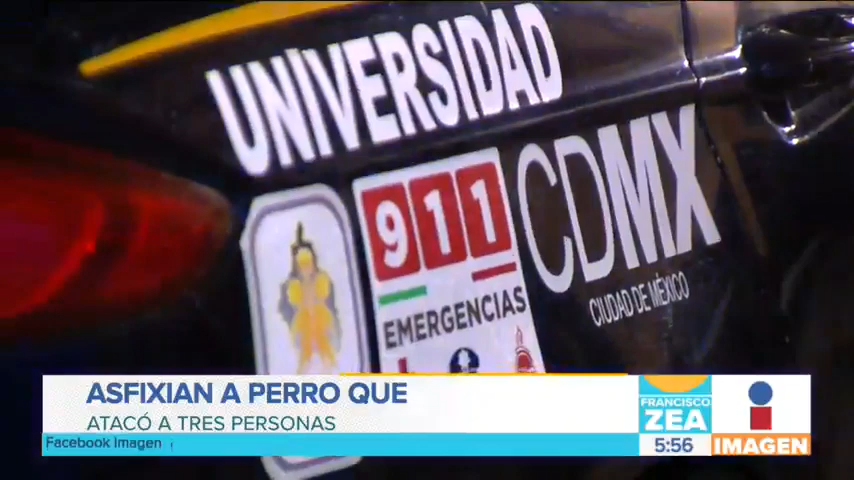 UNIVERSIDAD
911
EMERGENCIAS
CDMX
CIUDAD DE MÉXICO
ASFIXIAN A PERRO QUE
ATACÓ A TRES PERSONAS
Facebook Imagen
FRANCISCO
ZEA
5:56
IMAGEN